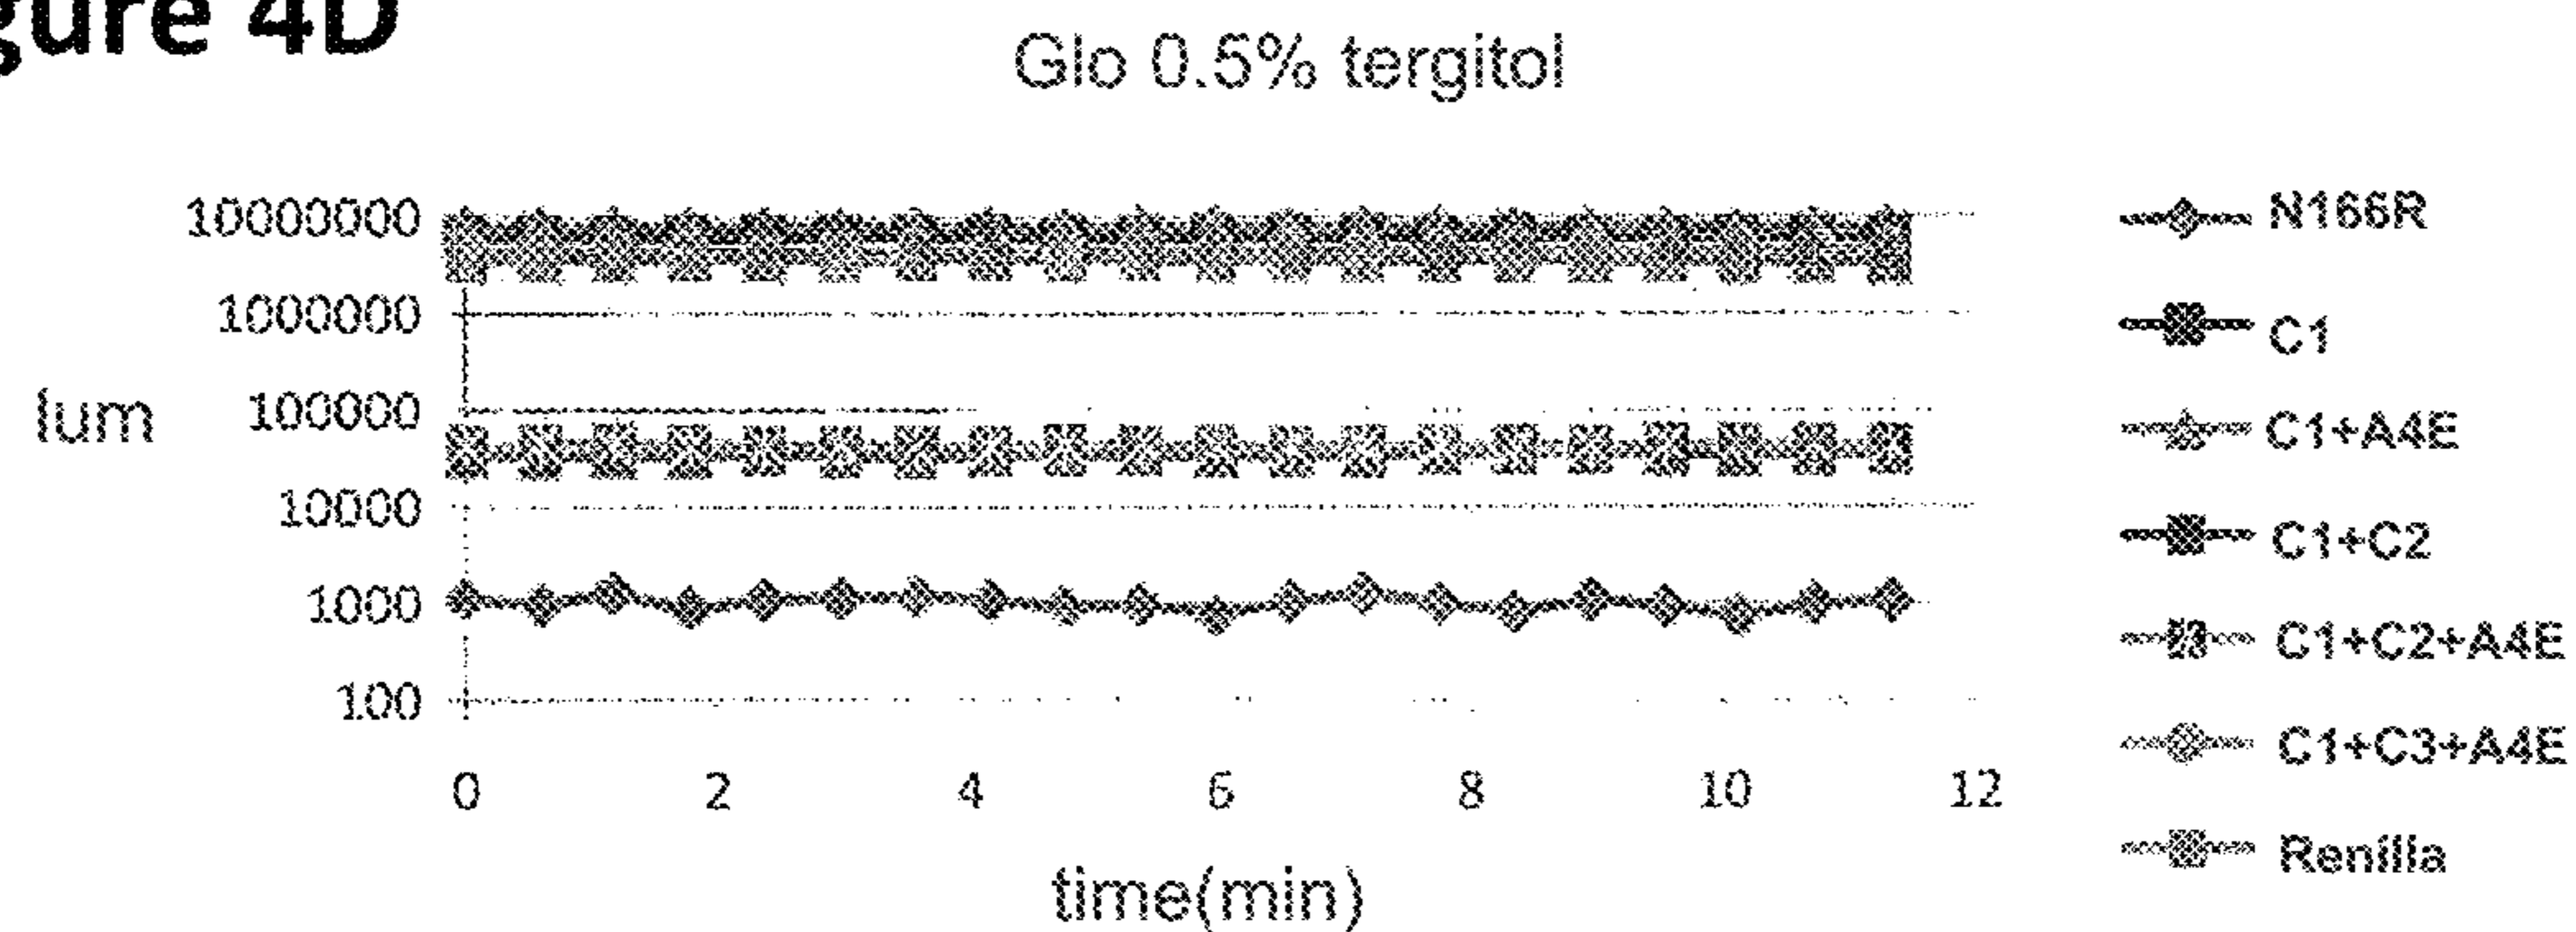 gure 4D
Glo 0.5% tergitol
10000000
1000000
100000
10000
1000
100
lum
0 2 4 6 8 10 12
time(min)
N166R
C1
C1+A4E
C1+C2
C1+C2+A4E
C1+C3+A4E
Renilla